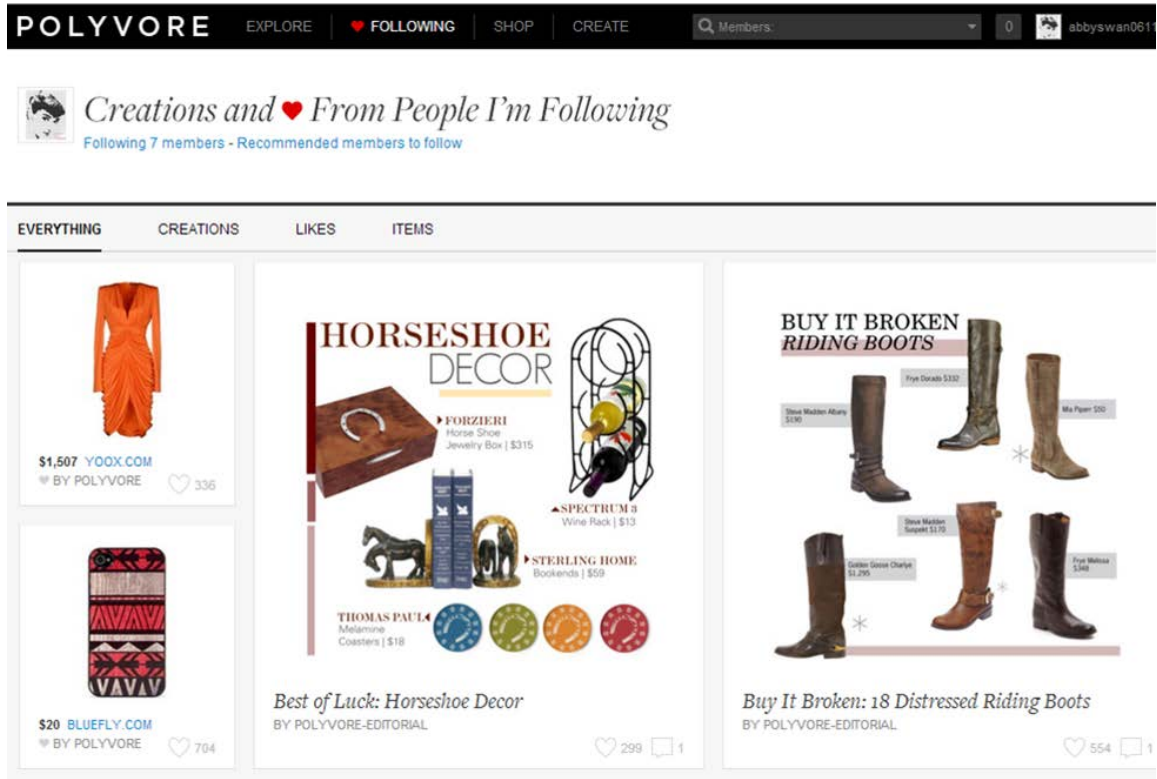 POLYVORE EXPLORE FOLLOWING SHOP CREATE Members: 0 abbyswan0611
Creations and ♥ From People I'm Following
Following 7 members - Recommended members to follow
EVERYTHING CREATIONS LIKES ITEMS
$1,507 YOOX.COM
BY POLYVORE 336
$20 BLUEFLY.COM
BY POLYVORE 704
HORSESHOE
DECOR
FORZIERI
Horse Shoe
Jewelry Box | $315
SPECTRUM 3
Wine Rack | $13
STERLING HOME
Bookends | $59
THOMAS PAUL
Melamine
Coasters | $18
Best of Luck: Horseshoe Decor
BY POLYVORE-EDITORIAL
299 1
BUY IT BROKEN
RIDING BOOTS
Frye Dorado $332
Steve Madden Albany
$190
Mia Piperr $50
Steve Madden
Suspekt $170
Golden Goose Charlye
$1,295
Frye Melissa
$348
Buy It Broken: 18 Distressed Riding Boots
BY POLYVORE-EDITORIAL
554 1